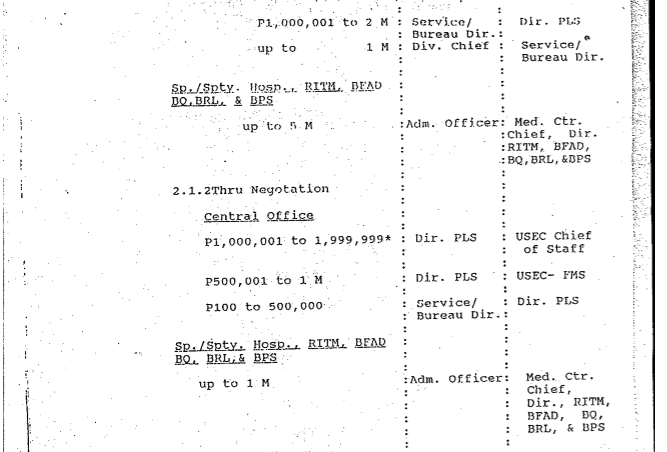 P1,000,001 to 2 M : Service/ : Dir. PLS
: Bureau Dir.:
up to 1 M : Div. Chief : Service/
: : Bureau Dir.
Sp./Spty. Hosp., RITM, BFAD
BQ,BRL, & BPS
up to 5 M :Adm. Officer: Med. Ctr.
:Chief, Dir.
:RITM, BFAD,
:BQ,BRL,&BPS
2.1.2Thru Negotation
Central Office
P1,000,001 to 1,999,999* : Dir. PLS : USEC Chief
: : of Staff
P500,001 to 1 M : Dir. PLS : USEC- FMS
P100 to 500,000 : Service/ : Dir. PLS
: Bureau Dir.:
Sp./Spty. Hosp., RITM, BFAD
BQ, BRL,& BPS
up to 1 M :Adm. Officer: Med. Ctr.
: : Chief,
: : Dir., RITM,
: : BFAD, BQ,
: : BRL, & BPS